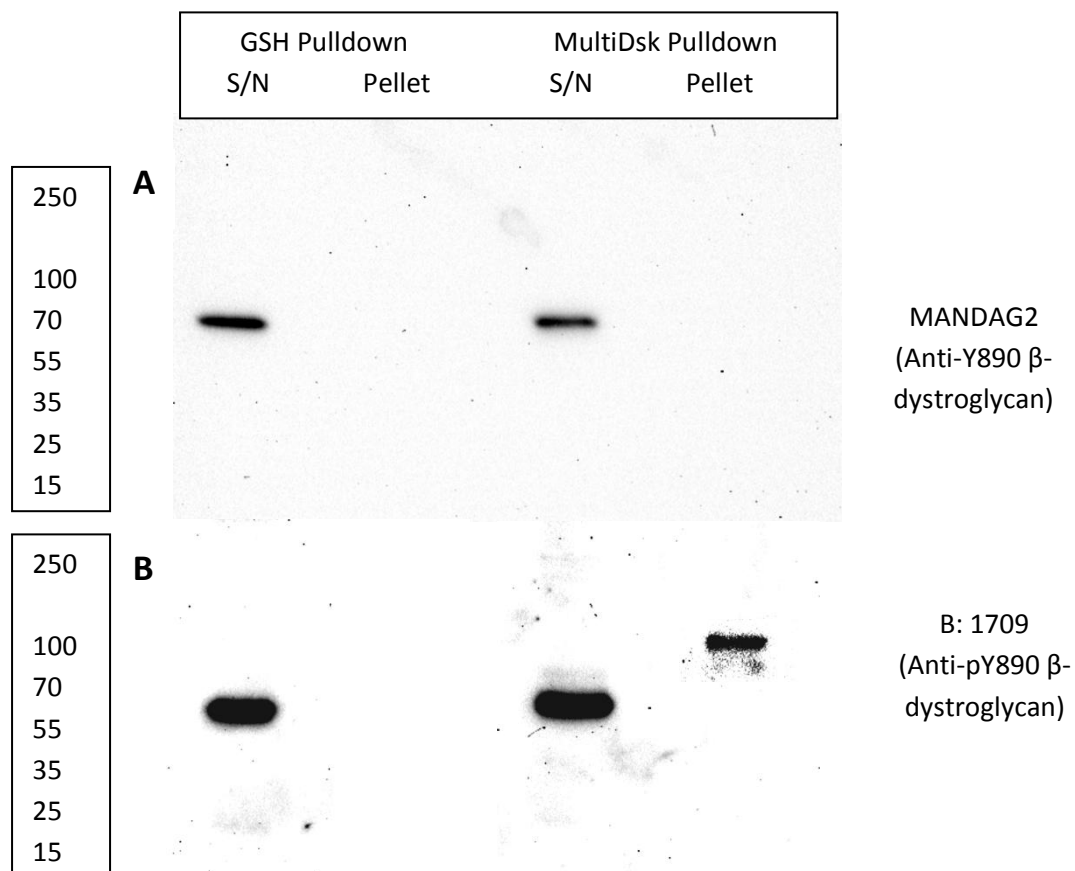 GSH Pulldown MultiDsk Pulldown
S/N Pellet S/N Pellet
A
250
100
70
55
35
25
15
MANDAG2
(Anti-Y890 β-
dystroglycan)
B
250
100
70
55
35
25
15
B: 1709
(Anti-pY890 β-
dystroglycan)